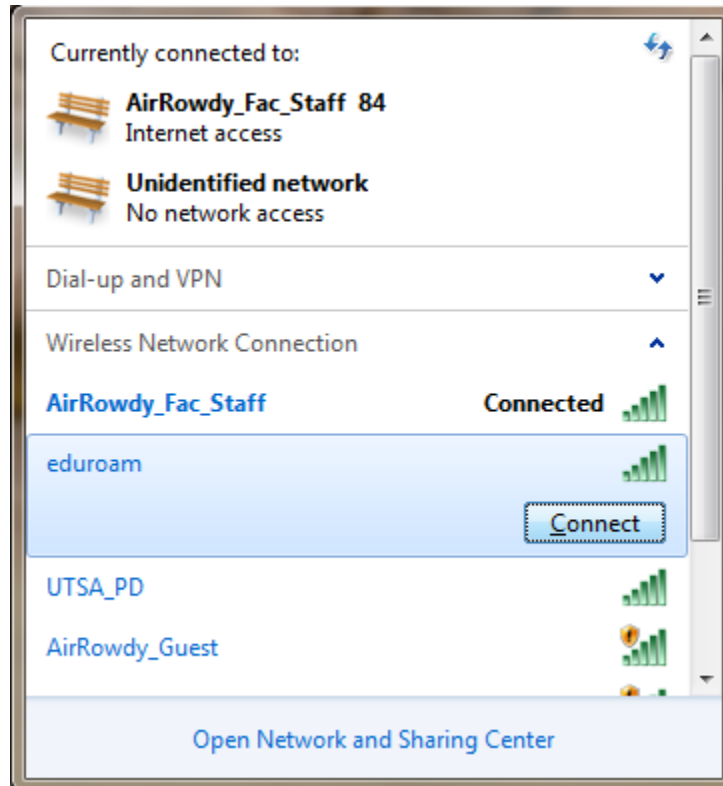 Currently connected to:
AirRowdy_Fac_Staff  84
Internet access
Unidentified network
No network access
Dial-up and VPN
Wireless Network Connection
AirRowdy_Fac_Staff Connected
eduroam
Connect
UTSA_PD
AirRowdy_Guest
Open Network and Sharing Center